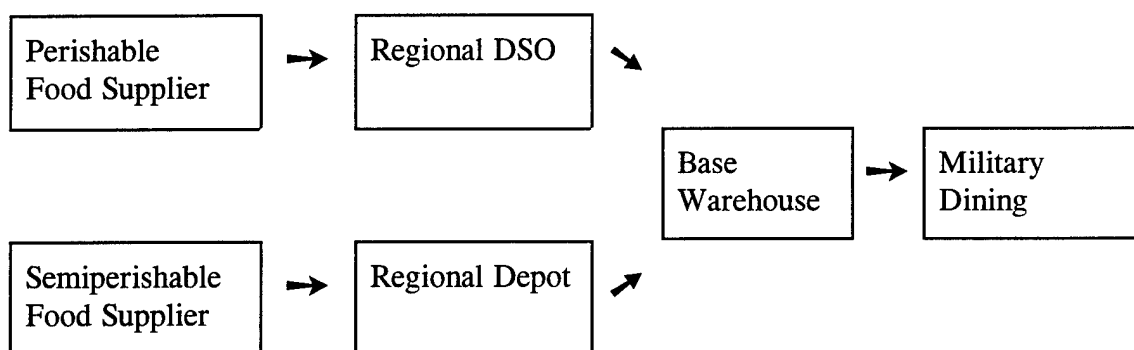 Perishable
Food Supplier
Regional DSO
Base
Warehouse
Military
Dining
Semiperishable
Food Supplier
Regional Depot